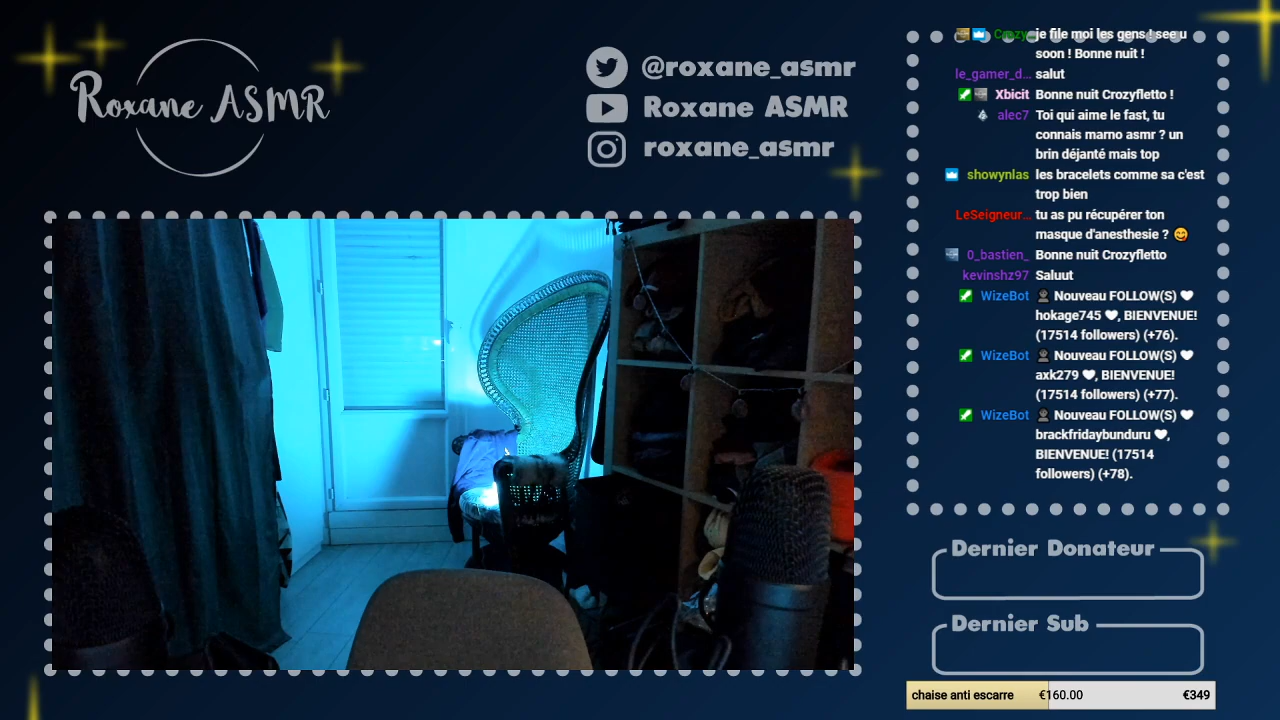 Roxane ASMR
@roxane_asmr
Roxane ASMR
roxane_asmr
Crozy je file moi les gens ! see u
soon ! Bonne nuit !
le_gamer_d... salut
Xbicit Bonne nuit Crozyfletto !
alec7 Toi qui aime le fast, tu
connais marno asmr ? un
brin déjanté mais top
showynlas les bracelets comme sa c'est
trop bien
LeSeigneur... tu as pu récupérer ton
masque d'anesthesie ? 😋
0_bastien_ Bonne nuit Crozyfletto
kevinshz97 Saluut
WizeBot Nouveau FOLLOW(S) ❤
hokage745 ❤, BIENVENUE!
(17514 followers) (+76).
WizeBot Nouveau FOLLOW(S) ❤
axk279 ❤, BIENVENUE!
(17514 followers) (+77).
WizeBot Nouveau FOLLOW(S) ❤
brackfridaybunduru ❤,
BIENVENUE! (17514
followers) (+78).
Dernier Donateur
Dernier Sub
chaise anti escarre €160.00 €349